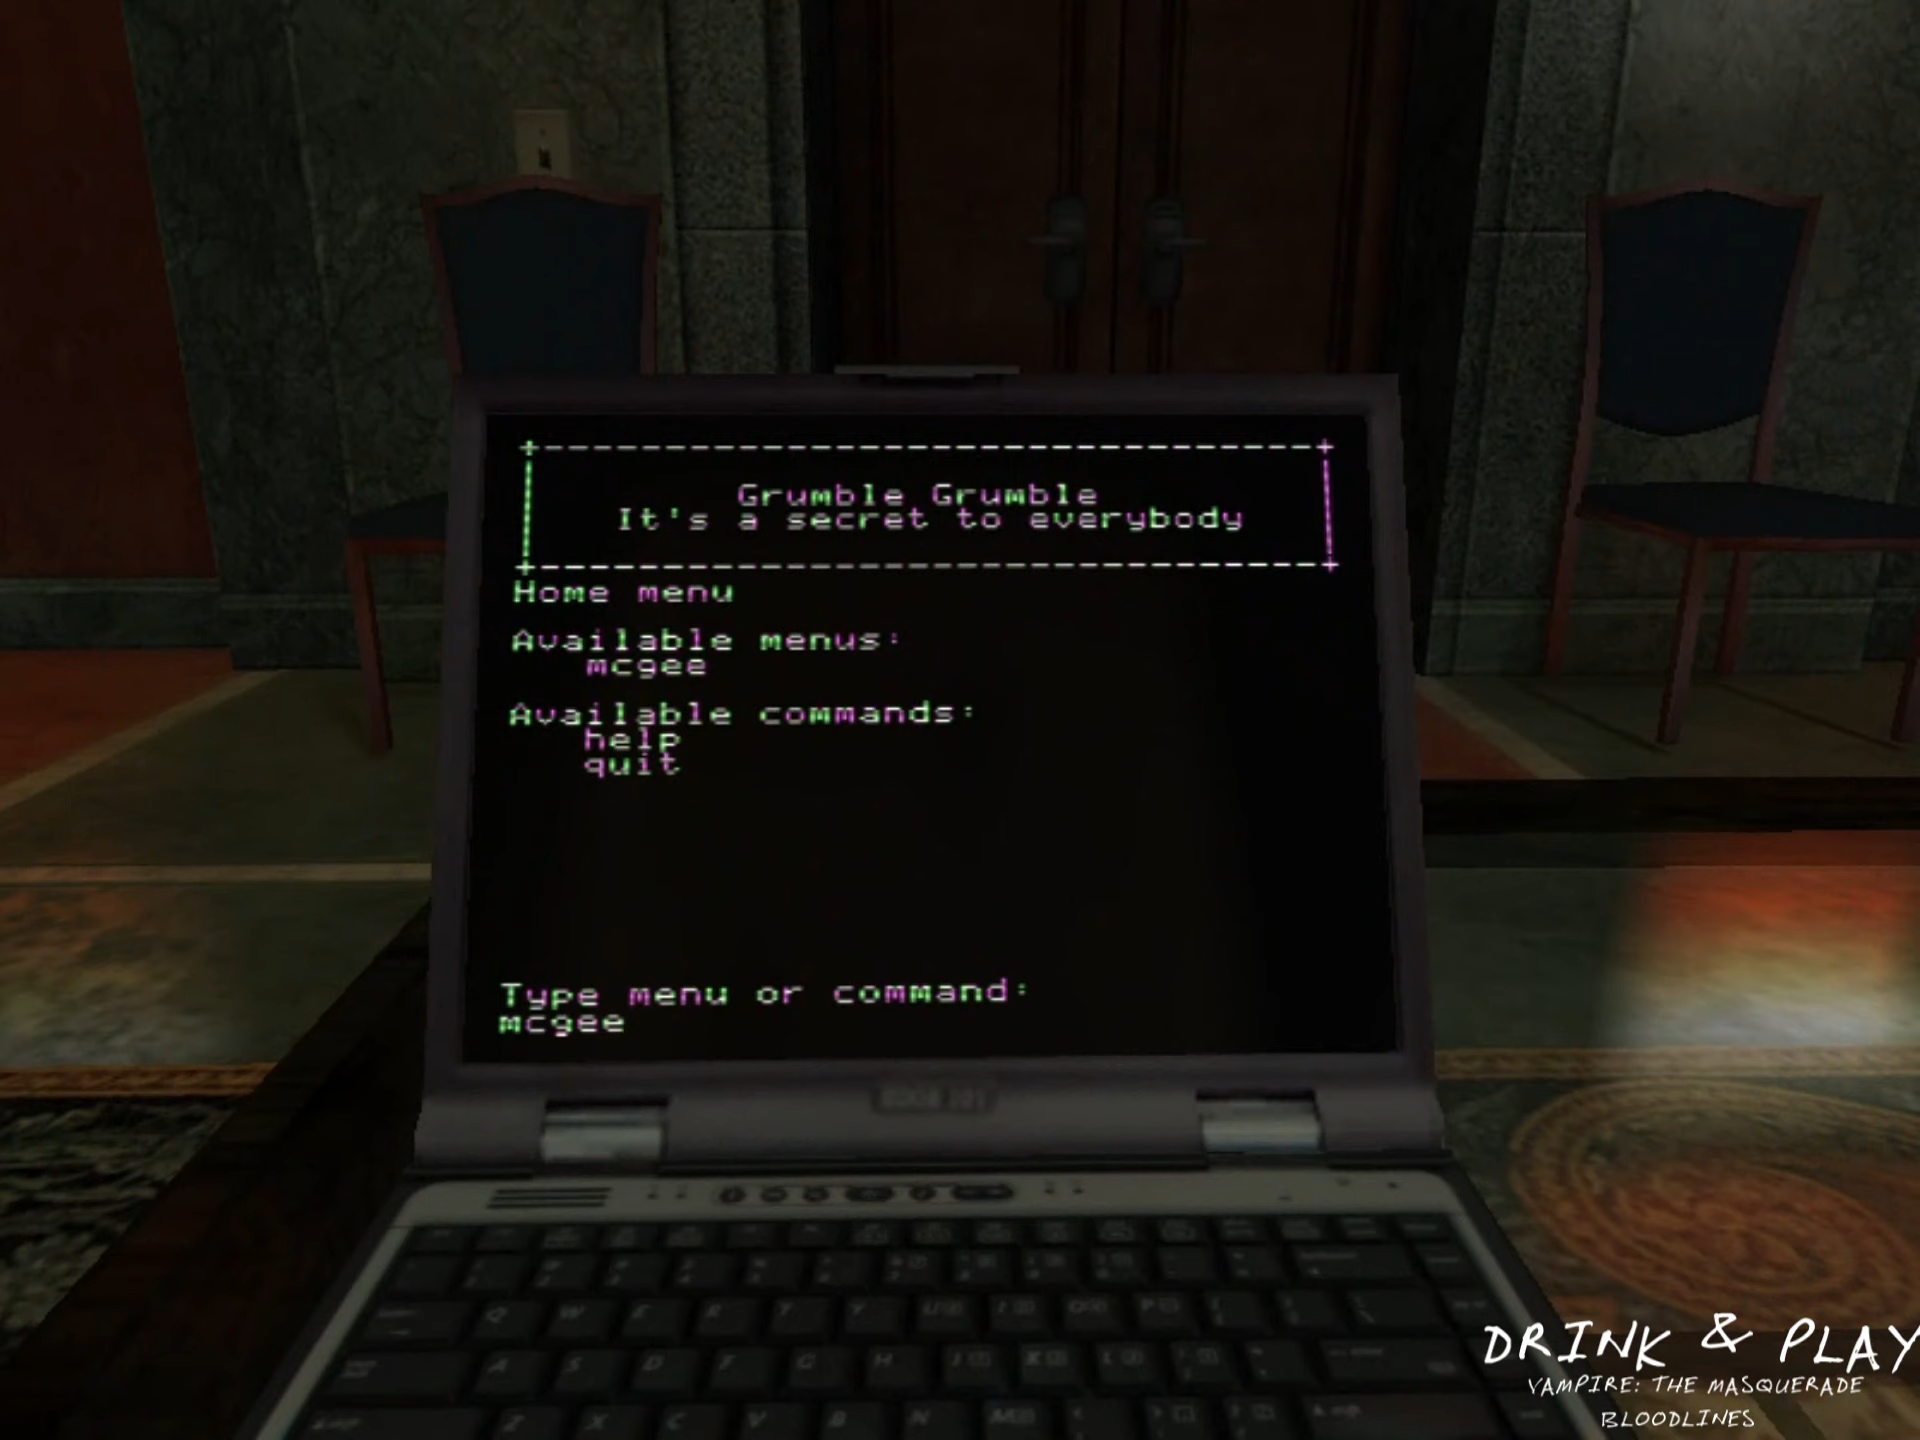 Grumble Grumble
It's a secret to everybody
Home menu
Available menus:
mcgee
Available commands:
help
quit
Type menu or command:
mcgee
DRINK & PLAY
VAMPIRE: THE MASQUERADE
BLOODLINES